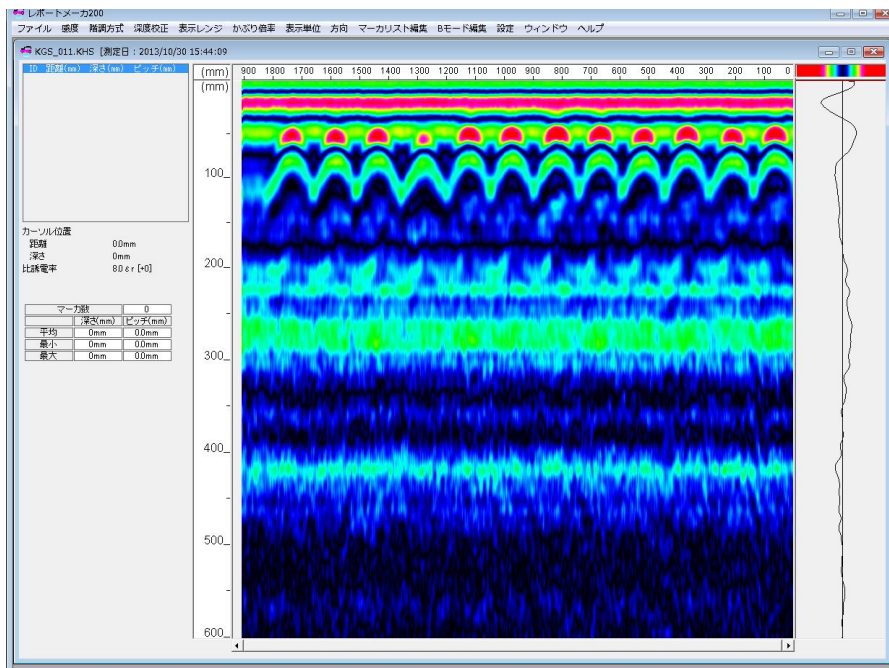 レポートメーカ200
ファイル 感度 階調方式 深度校正 表示レンジ かぶり倍率 表示単位 方向 マーカリスト編集 Bモード編集 設定 ウィンドウ ヘルプ
KGS_011.KHS [測定日：2013/10/30 15:44:09
ID 距離(mm) 深さ(mm) ピッチ(mm)
カーソル位置
距離 0.0mm
深さ 0mm
比誘電率 8.0 εr [+0]
マーカ数 0
深さ(mm) ピッチ(mm)
平均 0mm 0.0mm
最小 0mm 0.0mm
最大 0mm 0.0mm
(mm) 900 1800 1700 1600 1500 1400 1300 1200 1100 1000 900 800 700 600 500 400 300 200 100 0
(mm)
100
200
300
400
500
600